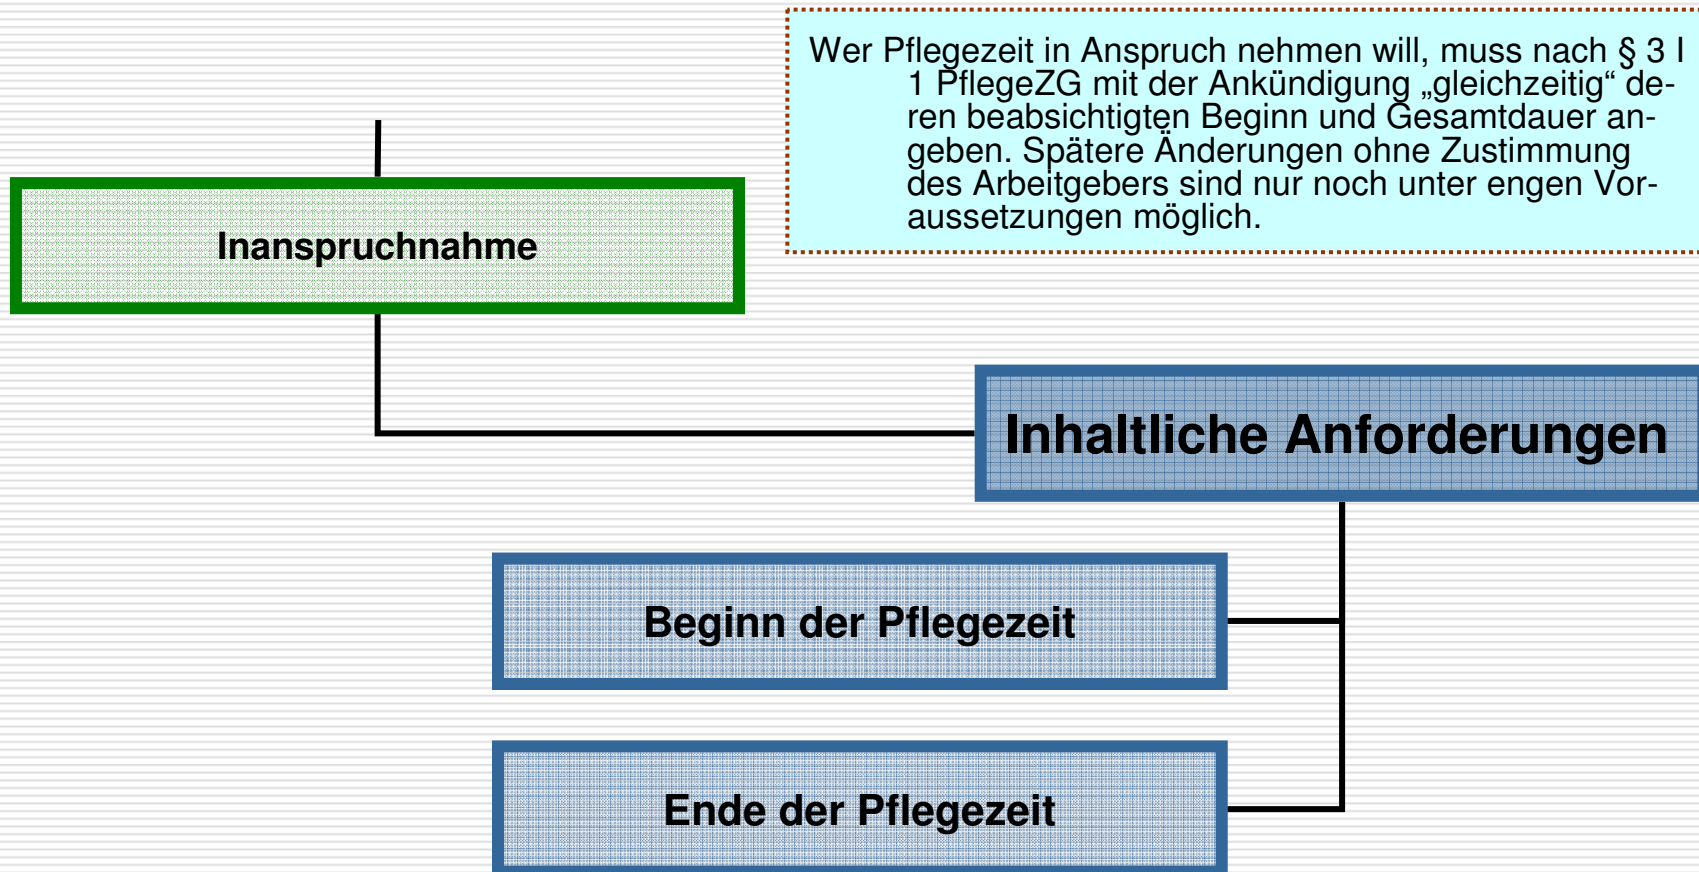 Wer Pflegezeit in Anspruch nehmen will, muss nach § 3 I
1 PflegeZG mit der Ankündigung „gleichzeitig“ de-
ren beabsichtigten Beginn und Gesamtdauer an-
geben. Spätere Änderungen ohne Zustimmung
des Arbeitgebers sind nur noch unter engen Vor-
aussetzungen möglich.
Inanspruchnahme
Inhaltliche Anforderungen
Beginn der Pflegezeit
Ende der Pflegezeit